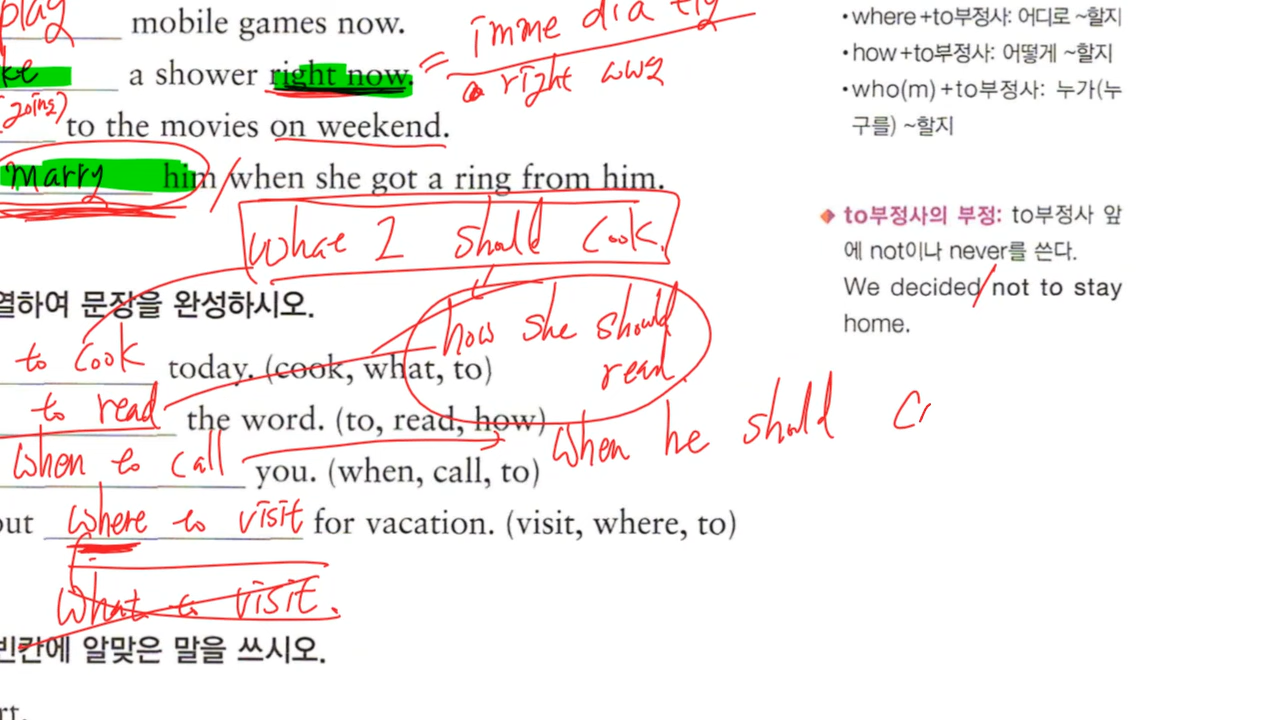 play mobile games now.
= imme dia tly
ke a shower right now.
right awa
(going)
to the movies on weekend.
marry him / when she got a ring from him.
What I should cook.
열하여 문장을 완성하시오.
how she should
read.
to cook today. (cook, what, to)
to read the word. (to, read, how)
when he should c
when to call you. (when, call, to)
out where to visit for vacation. (visit, where, to)
What to visit.
빈칸에 알맞은 말을 쓰시오.
rt.
•where+to부정사: 어디로 ~할지
•how+to부정사: 어떻게 ~할지
•who(m)+to부정사: 누가(누
구를) ~할지
to부정사의 부정: to부정사 앞
에 not이나 never를 쓴다.
We decided/not to stay
home.